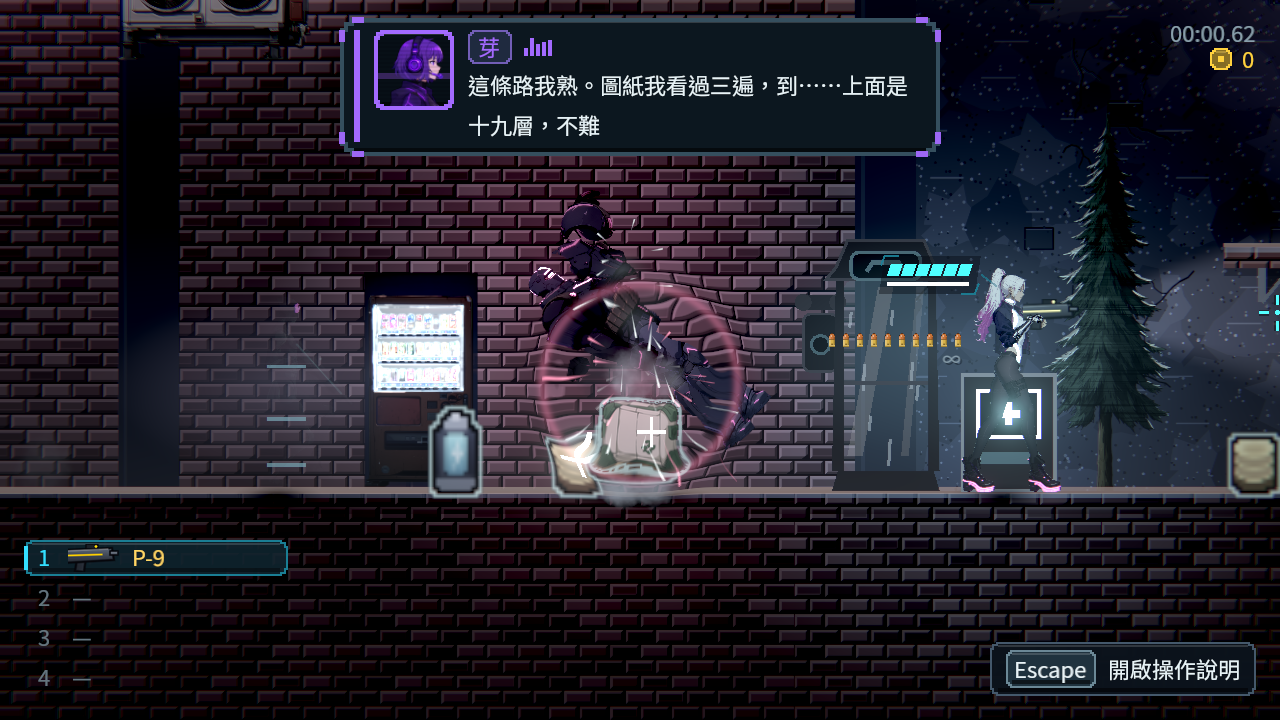 芽
這條路我熟。圖紙我看過三遍，到⋯⋯上面是
十九層，不難
00:00.62
0
∞
1 P-9
2 —
3 —
4 —
Escape 開啟操作說明